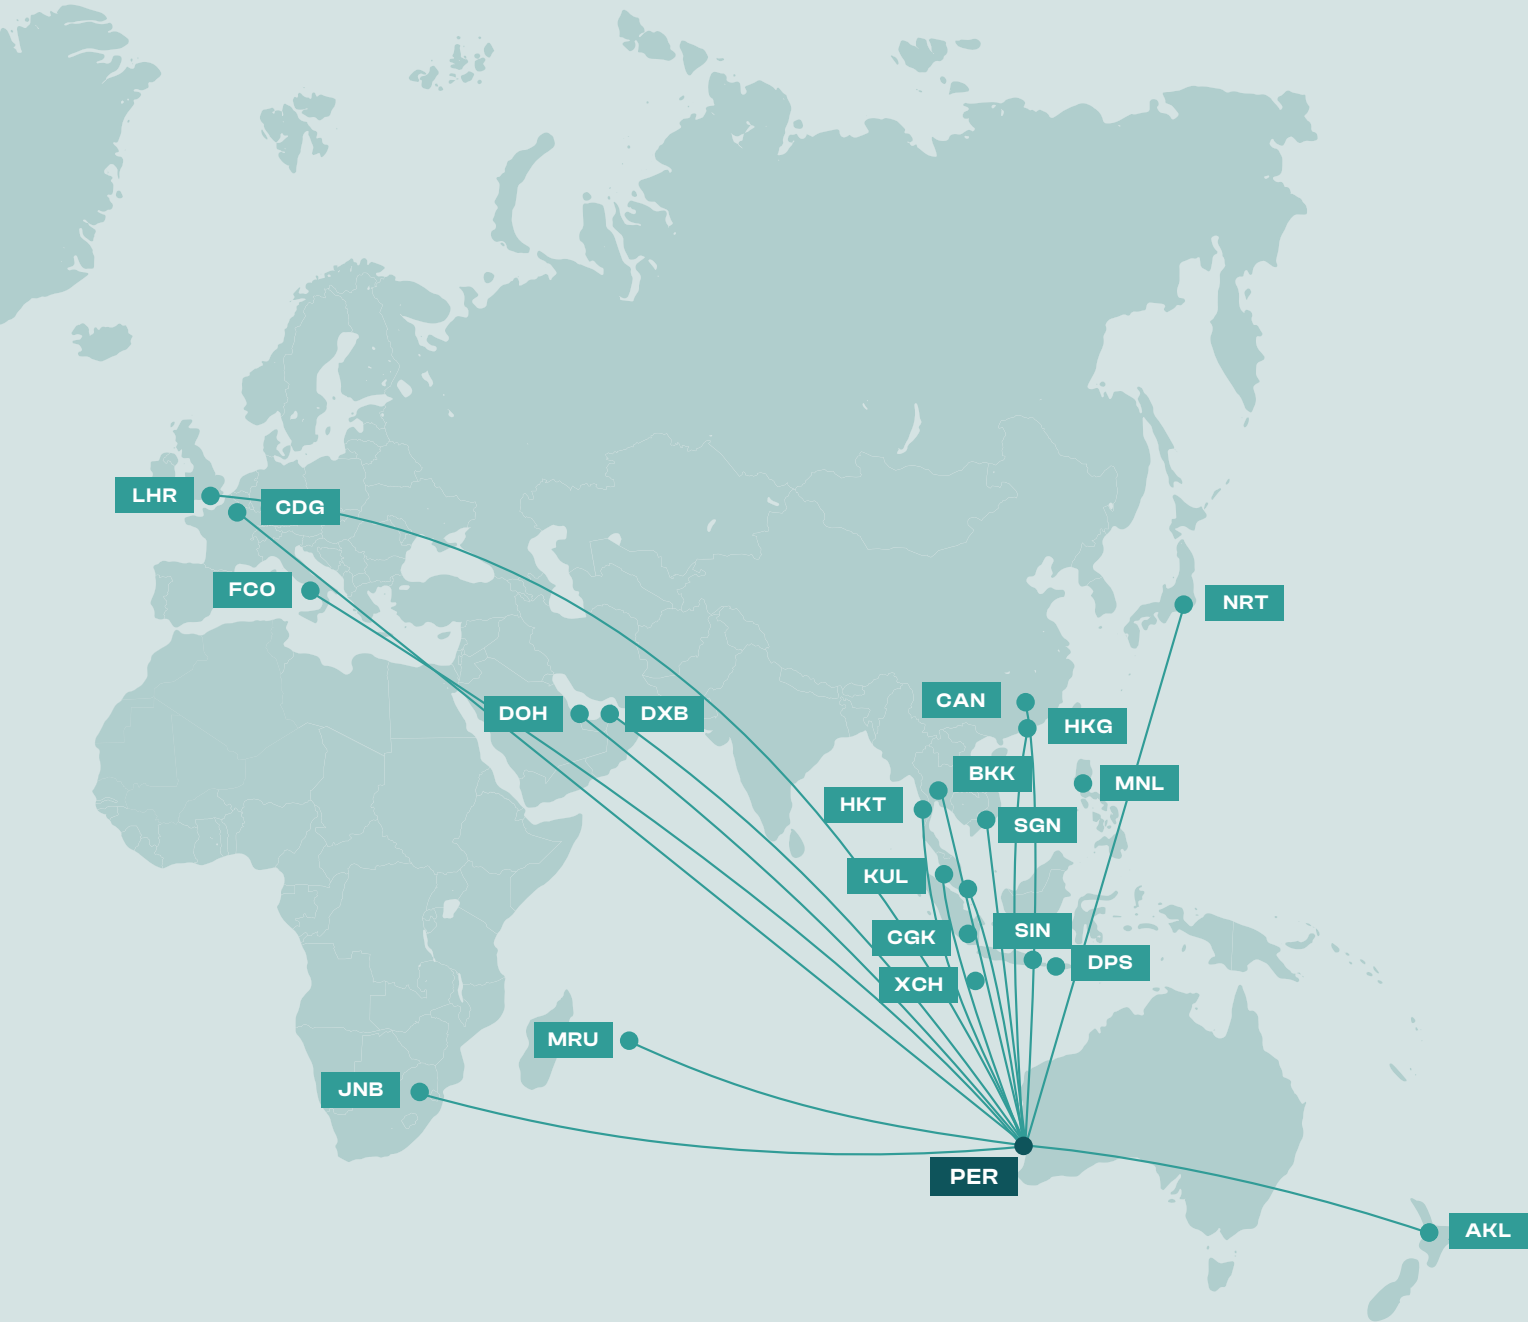 LHR
CDG
FCO
NRT
CAN
DOH
DXB
HKG
BKK
MNL
HKT
SGN
KUL
SIN
CGK
DPS
XCH
MRU
JNB
PER
AKL